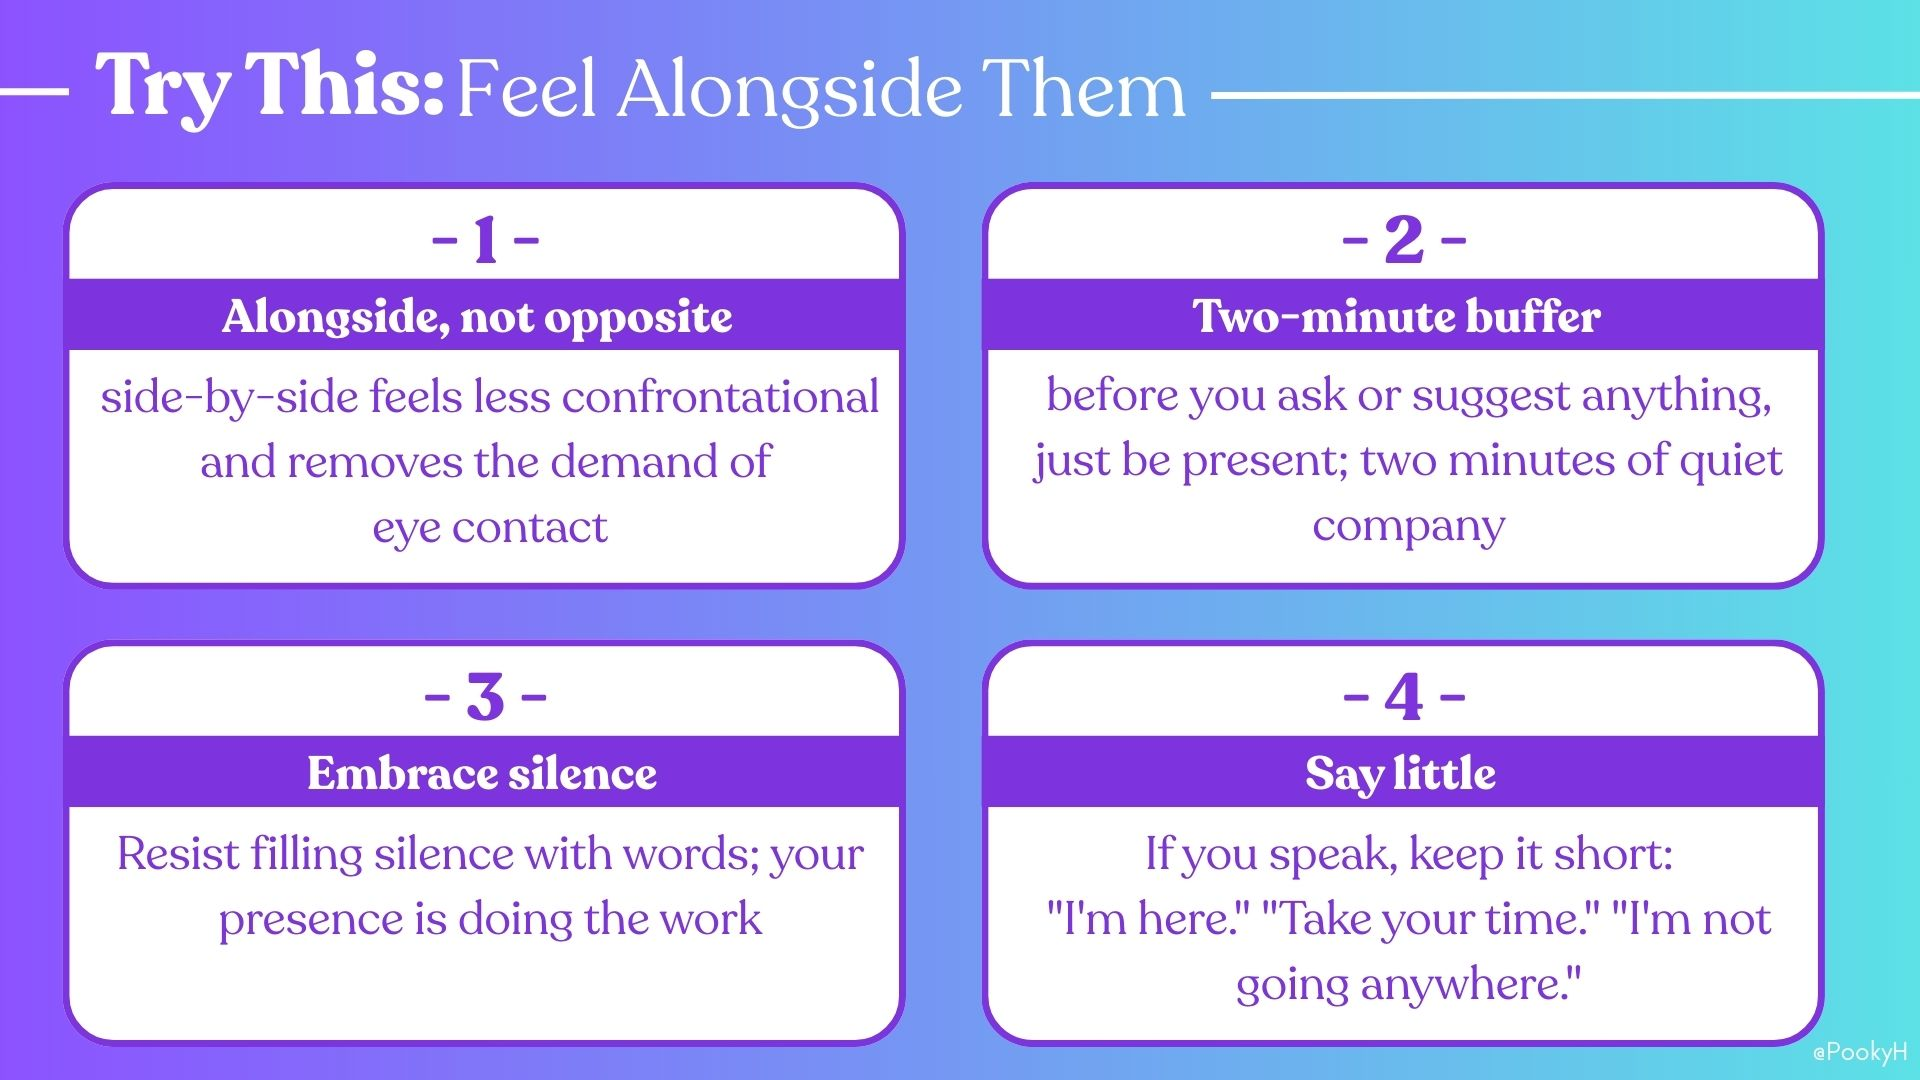 Try This: Feel Alongside Them
- 1 -
Alongside, not opposite
side-by-side feels less confrontational
and removes the demand of
eye contact
- 2 -
Two-minute buffer
before you ask or suggest anything,
just be present; two minutes of quiet
company
- 3 -
Embrace silence
Resist filling silence with words; your
presence is doing the work
- 4 -
Say little
If you speak, keep it short:
"I'm here." "Take your time." "I'm not
going anywhere."
@PookyH